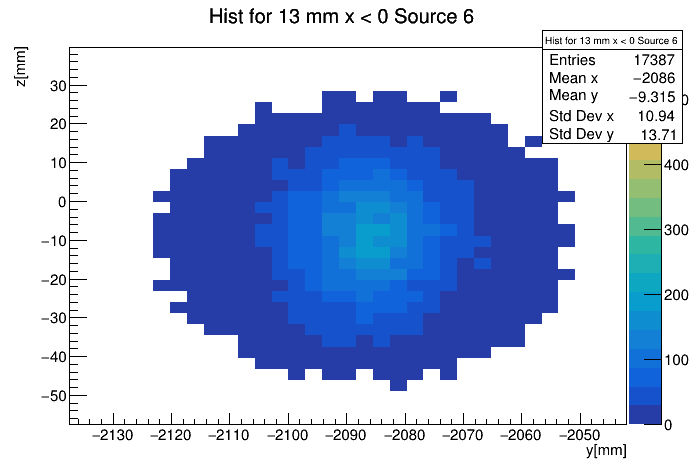 Hist for 13 mm x < 0 Source 6
z[mm]
Hist for 13 mm x < 0 Source 6
Entries 17387
Mean x −2086
Mean y −9.315
Std Dev x 10.94
Std Dev y 13.71
30
20
10
0
−10
−20
−30
−40
−50
0
400
300
200
100
0
−2130 −2120 −2110 −2100 −2090 −2080 −2070 −2060 −2050
y[mm]